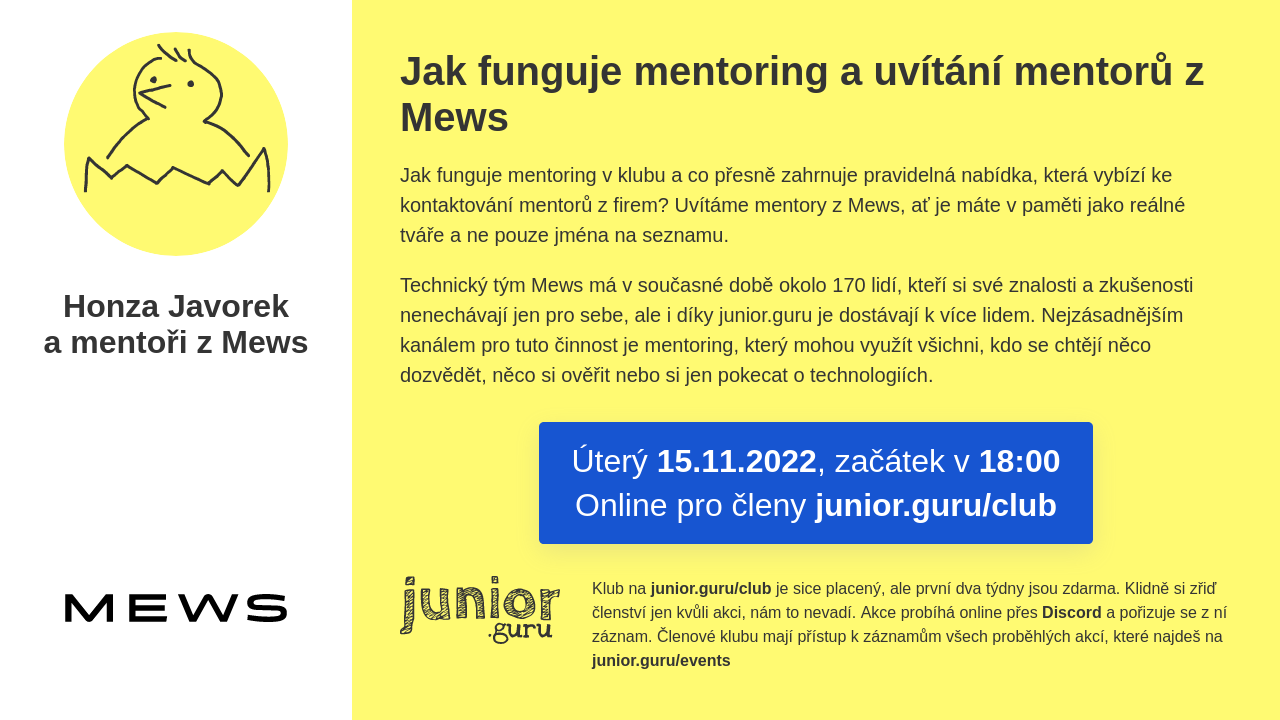 Honza Javorek
a mentoři z Mews
MEWS
Jak funguje mentoring a uvítání mentorů z
Mews
Jak funguje mentoring v klubu a co přesně zahrnuje pravidelná nabídka, která vybízí ke
kontaktování mentorů z firem? Uvítáme mentory z Mews, ať je máte v paměti jako reálné
tváře a ne pouze jména na seznamu.
Technický tým Mews má v současné době okolo 170 lidí, kteří si své znalosti a zkušenosti
nenechávají jen pro sebe, ale i díky junior.guru je dostávají k více lidem. Nejzásadnějším
kanálem pro tuto činnost je mentoring, který mohou využít všichni, kdo se chtějí něco
dozvědět, něco si ověřit nebo si jen pokecat o technologiích.
Úterý 15.11.2022, začátek v 18:00
Online pro členy junior.guru/club
junior
.guru
Klub na junior.guru/club je sice placený, ale první dva týdny jsou zdarma. Klidně si zřiď
členství jen kvůli akci, nám to nevadí. Akce probíhá online přes Discord a pořizuje se z ní
záznam. Členové klubu mají přístup k záznamům všech proběhlých akcí, které najdeš na
junior.guru/events